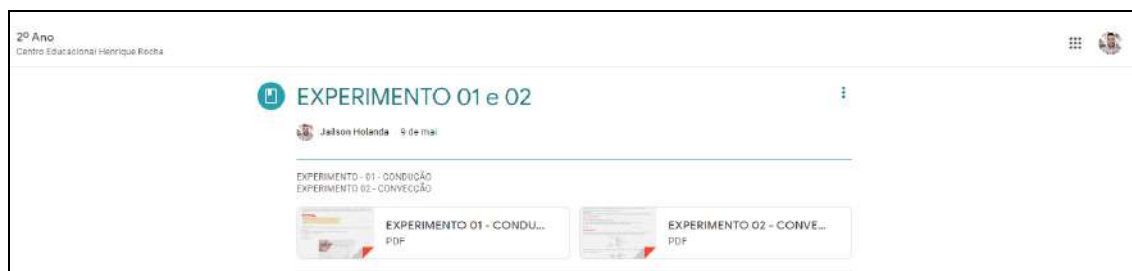 2º Ano
Centro Educacional Henrique Rocha
EXPERIMENTO 01 e 02
Jailson Holanda 9 de mai
EXPERIMENTO - 01 - CONDUÇÃO
EXPERIMENTO 02 - CONVECÇÃO
EXPERIMENTO 01 - CONDU...
PDF
EXPERIMENTO 02 - CONVE...
PDF